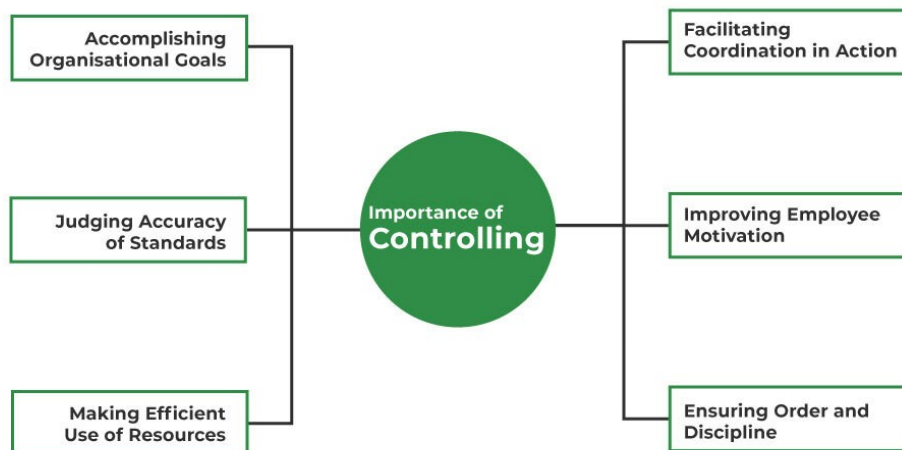 Accomplishing
Organisational Goals
Judging Accuracy
of Standards
Making Efficient
Use of Resources
Importance of
Controlling
Facilitating
Coordination in Action
Improving Employee
Motivation
Ensuring Order and
Discipline